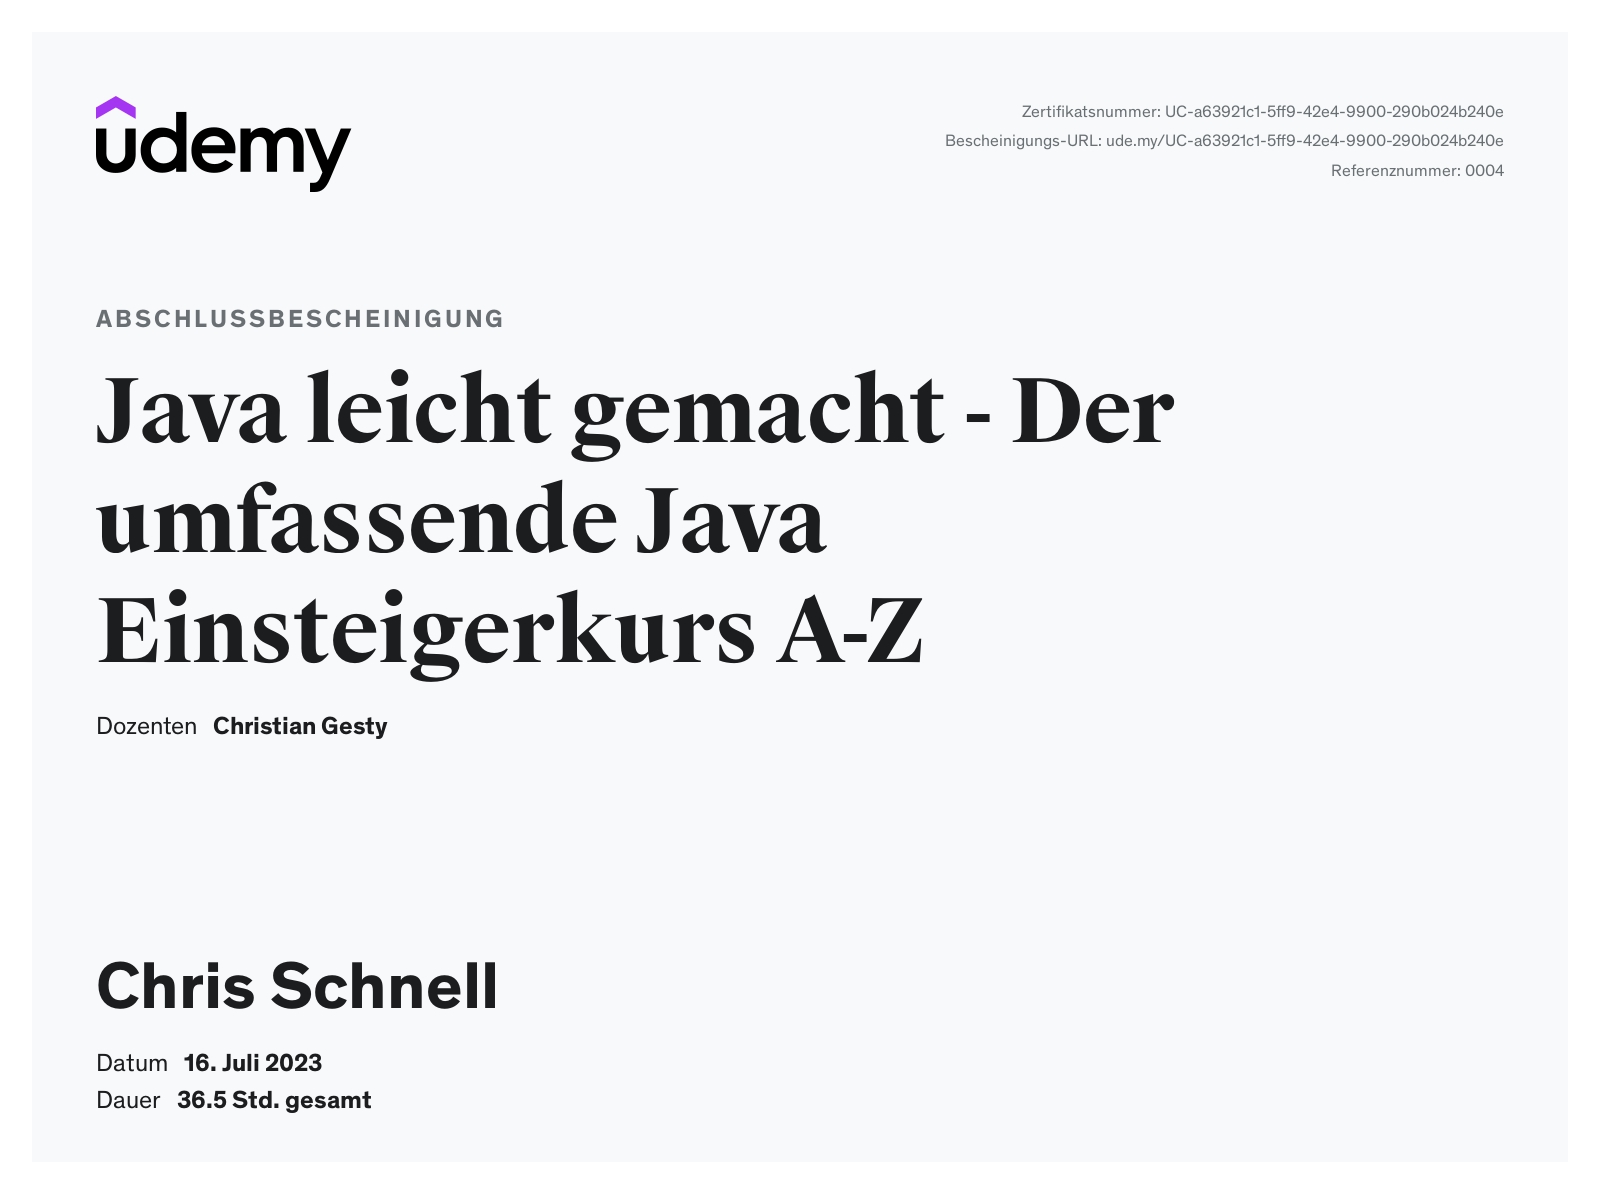 udemy
Zertifikatsnummer: UC-a63921c1-5ff9-42e4-9900-290b024b240e
Bescheinigungs-URL: ude.my/UC-a63921c1-5ff9-42e4-9900-290b024b240e
Referenznummer: 0004
ABSCHLUSSBESCHEINIGUNG
Java leicht gemacht - Der
umfassende Java
Einsteigerkurs A-Z
Dozenten Christian Gesty
Chris Schnell
Datum 16. Juli 2023
Dauer 36.5 Std. gesamt